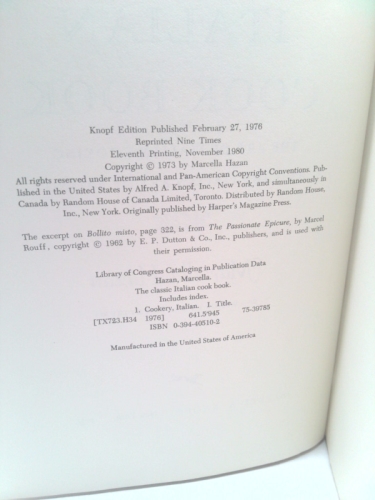 Knopf Edition Published February 27, 1976
Reprinted Nine Times
Eleventh Printing, November 1980
Copyright © 1973 by Marcella Hazan
All rights reserved under International and Pan-American Copyright Conventions. Pub-
lished in the United States by Alfred A. Knopf, Inc., New York, and simultaneously in
Canada by Random House of Canada Limited, Toronto. Distributed by Random House,
Inc., New York. Originally published by Harper's Magazine Press.
The excerpt on Bollito misto, page 322, is from The Passionate Epicure, by Marcel
Rouff, copyright © 1962 by E. P. Dutton & Co., Inc., publishers, and is used with
their permission.
Library of Congress Cataloging in Publication Data
Hazan, Marcella.
The classic Italian cook book.
Includes index.
1. Cookery, Italian. I. Title.
[TX723.H34 1976] 641.5'945 75-39785
ISBN 0-394-40510-2
Manufactured in the United States of America